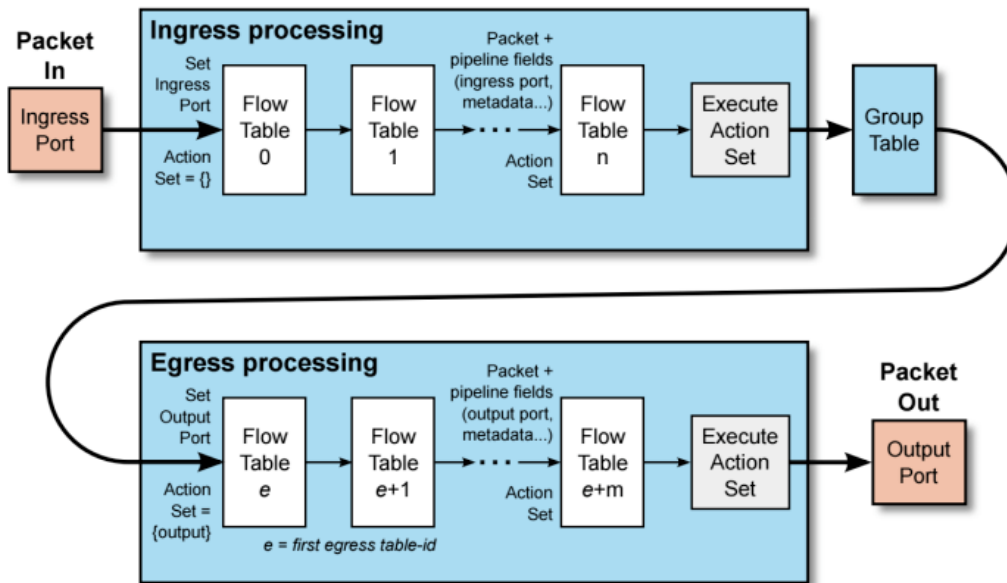 Ingress processing
Packet
In
Ingress
Port
Set
Ingress
Port
Action
Set = {}
Flow
Table
0
Flow
Table
1
Packet +
pipeline fields
(ingress port,
metadata...)
Action
Set
Flow
Table
n
Execute
Action
Set
Group
Table
Egress processing
Set
Output
Port
Action
Set =
{output}
Flow
Table
e
Flow
Table
e+1
e = first egress table-id
Packet +
pipeline fields
(output port,
metadata...)
Action
Set
Flow
Table
e+m
Execute
Action
Set
Packet
Out
Output
Port